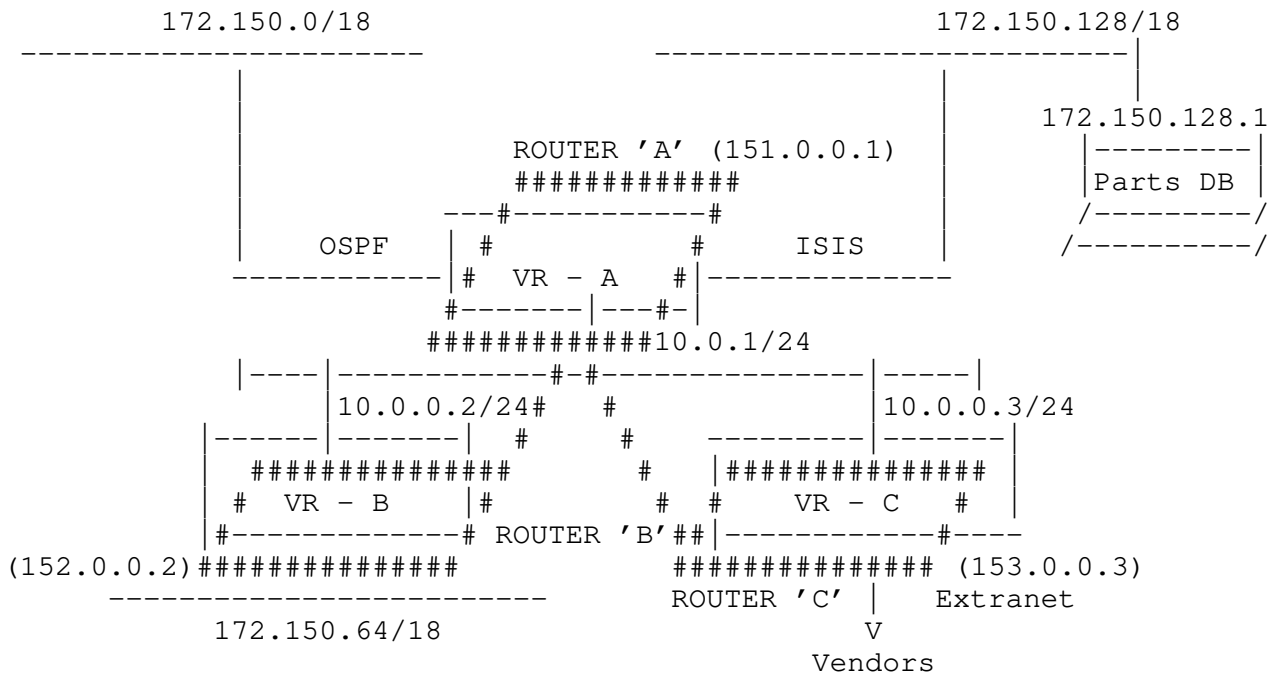 172.150.0/18 172.150.128/18
172.150.128.1
ROUTER 'A' (151.0.0.1)
Parts DB
OSPF ISIS
VR - A
10.0.1/24
10.0.0.2/24 10.0.0.3/24
VR - B VR - C
ROUTER 'B'
(152.0.0.2) (153.0.0.3)
ROUTER 'C' Extranet
172.150.64/18 V
Vendors